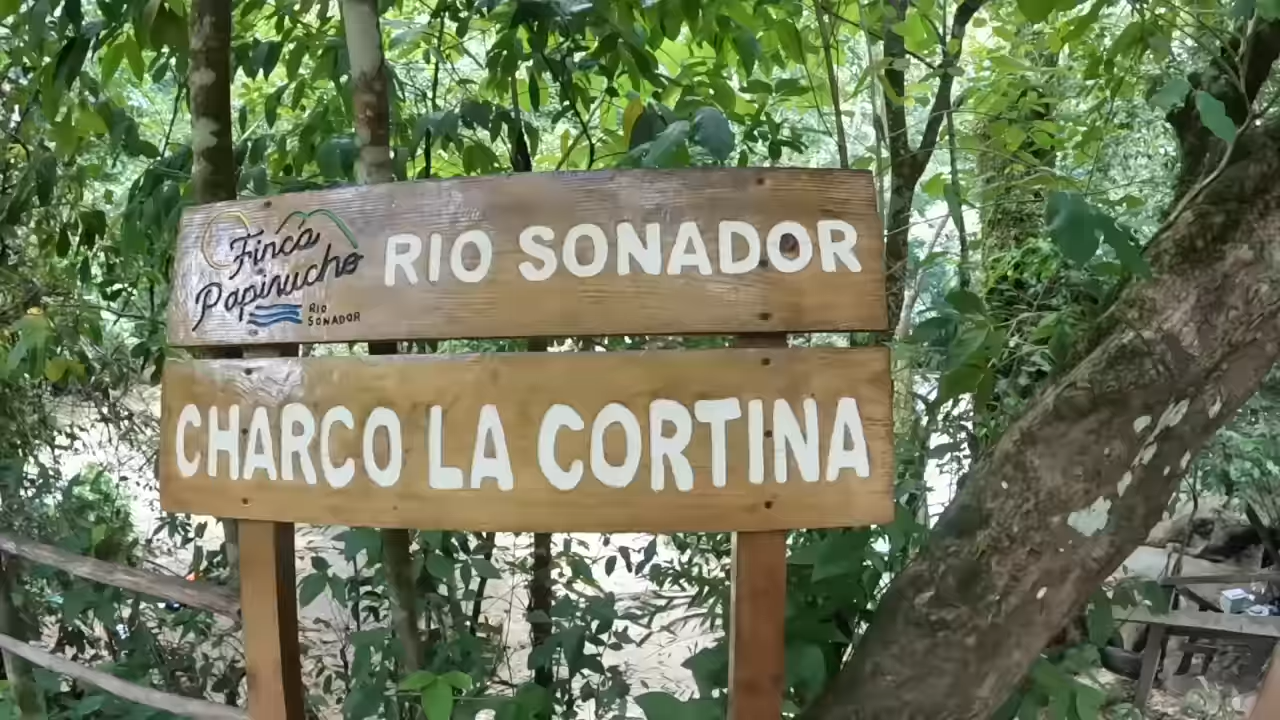 Finca
Papinucho
RIO
SONADOR
RIO SONADOR
CHARCO LA CORTINA